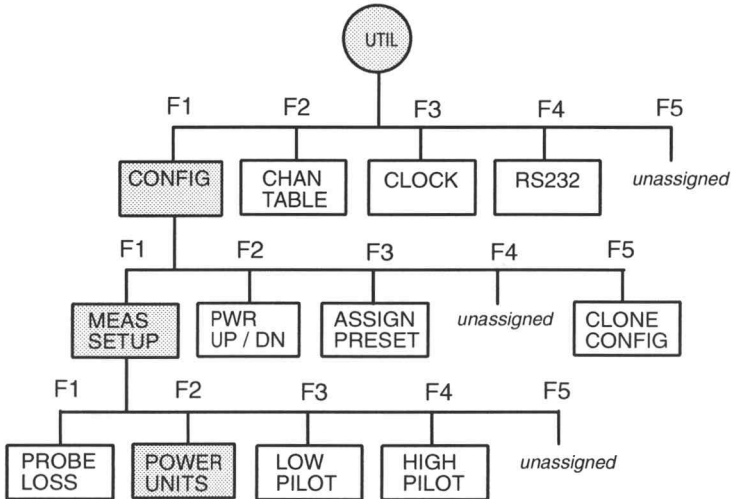 UTIL
F1 F2 F3 F4 F5
CONFIG
CHAN
TABLE
CLOCK
RS232
unassigned
F1 F2 F3 F4 F5
MEAS
SETUP
PWR
UP / DN
ASSIGN
PRESET
unassigned
CLONE
CONFIG
F1 F2 F3 F4 F5
PROBE
LOSS
POWER
UNITS
LOW
PILOT
HIGH
PILOT
unassigned